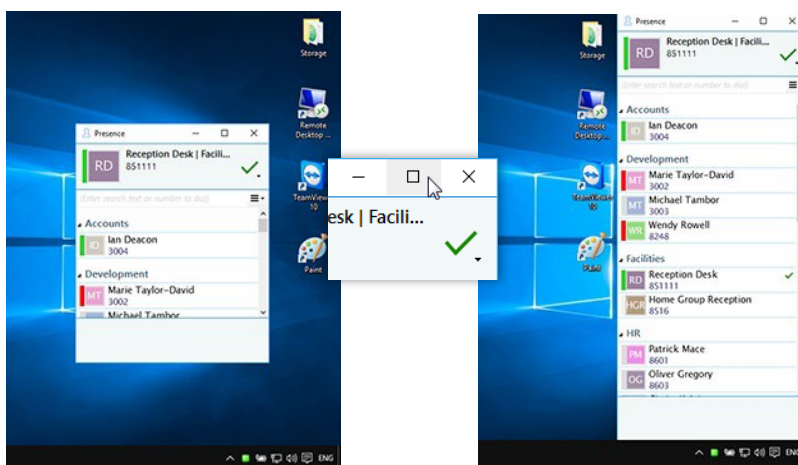 Storage
Remote
Desktop ...
TeamViewer
10
Paint
Presence
RD
Reception Desk | Facili...
851111
(Enter search text or number to dial)
Accounts
ID
Ian Deacon
3004
Development
MT
Marie Taylor-David
3002
Michael Tambor
ENG
esk | Facili...
Storage
Remote
Desktop ...
TeamViewer
10
Paint
Presence
RD
Reception Desk | Facili...
851111
(Enter search text or number to dial)
Accounts
ID
Ian Deacon
3004
Development
MT
Marie Taylor-David
3002
MT
Michael Tambor
3003
WR
Wendy Rowell
8248
Facilities
RD
Reception Desk
851111
HGR
Home Group Reception
8516
HR
PM
Patrick Mace
8601
OG
Oliver Gregory
8603
ENG